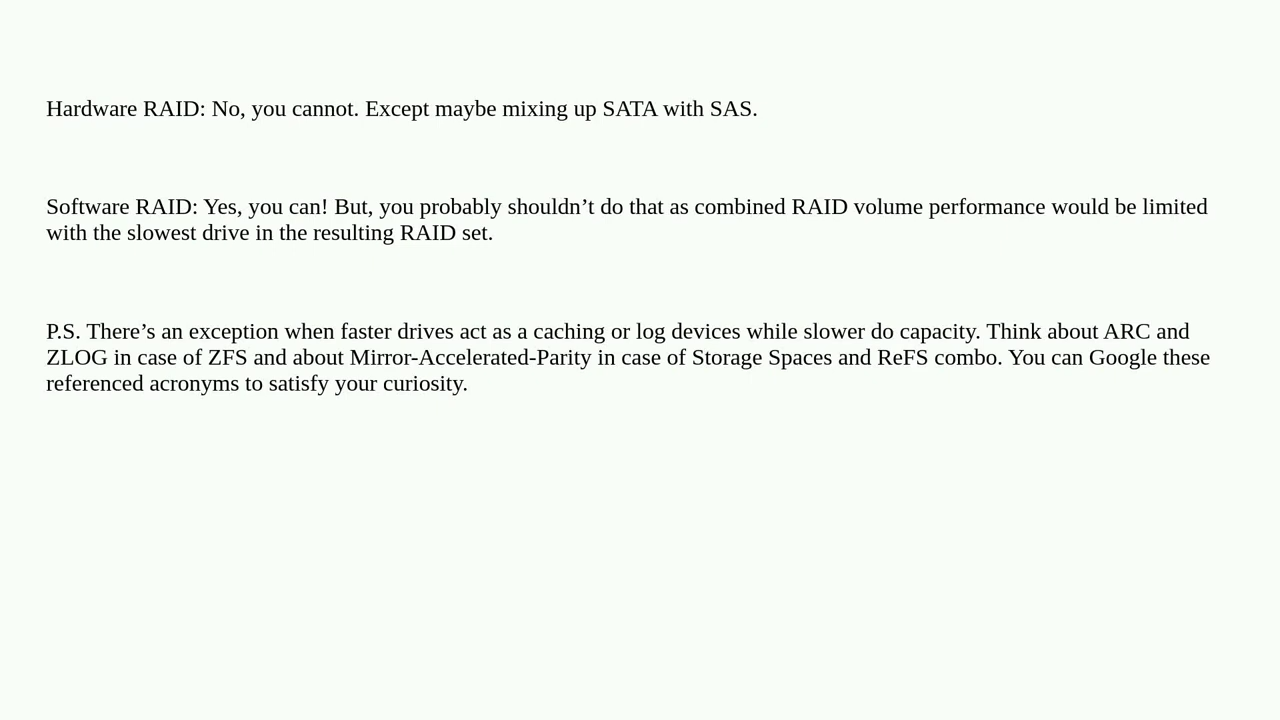 Hardware RAID: No, you cannot. Except maybe mixing up SATA with SAS.
Software RAID: Yes, you can! But, you probably shouldn’t do that as combined RAID volume performance would be limited
with the slowest drive in the resulting RAID set.
P.S. There’s an exception when faster drives act as a caching or log devices while slower do capacity. Think about ARC and
ZLOG in case of ZFS and about Mirror-Accelerated-Parity in case of Storage Spaces and ReFS combo. You can Google these
referenced acronyms to satisfy your curiosity.